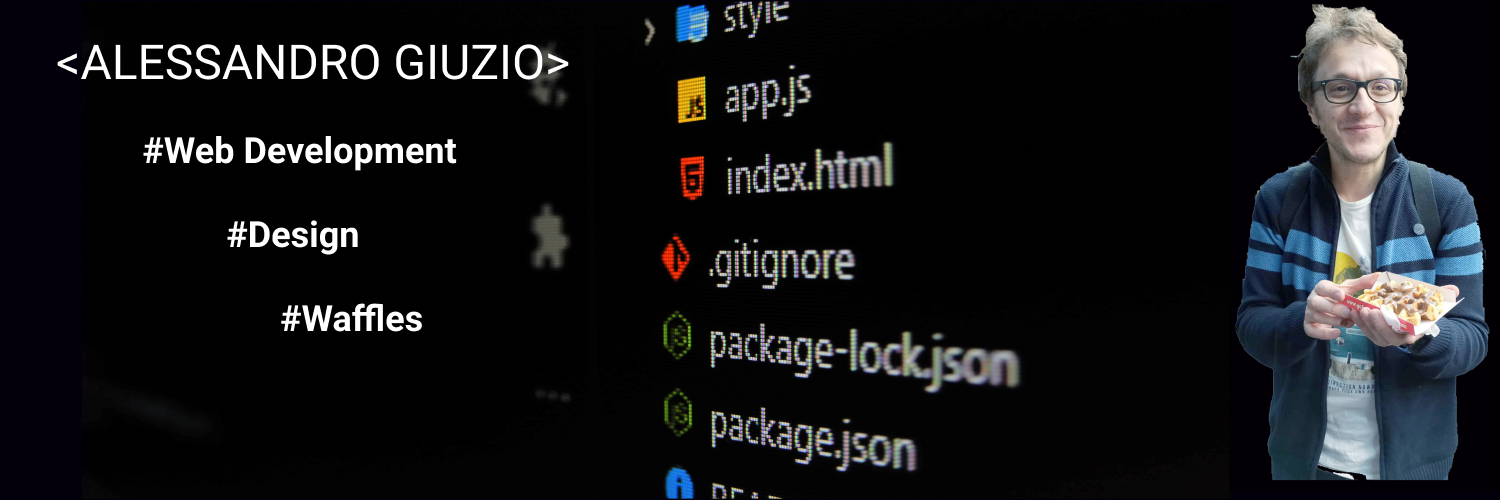 <ALESSANDRO GIUZIO>
#Web Development
#Design
#Waffles
style
app.js
index.html
.gitignore
package-lock.json
package.json